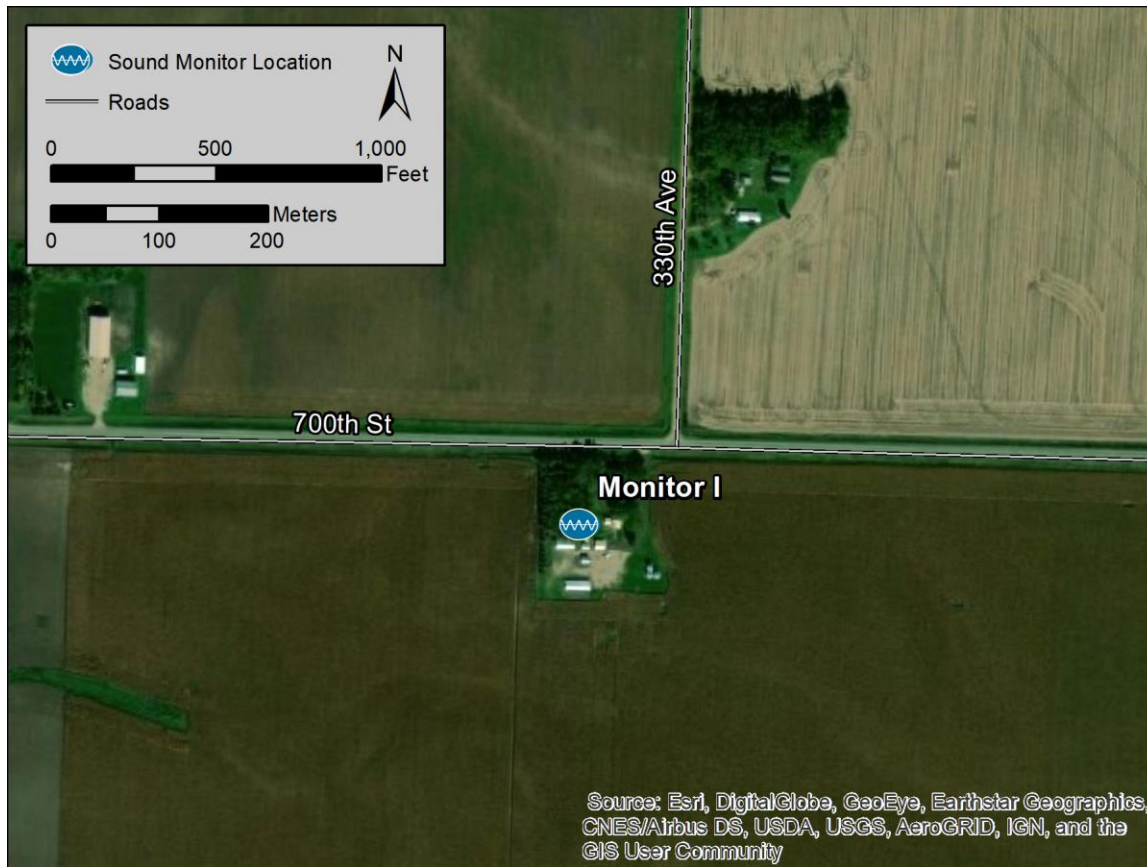 Sound Monitor Location
N
Roads
0 500 1,000
Feet
Meters
0 100 200
330th Ave
700th St
Monitor I
Source: Esri, DigitalGlobe, GeoEye, Earthstar Geographics,
CNES/Airbus DS, USDA, USGS, AeroGRID, IGN, and the
GIS User Community